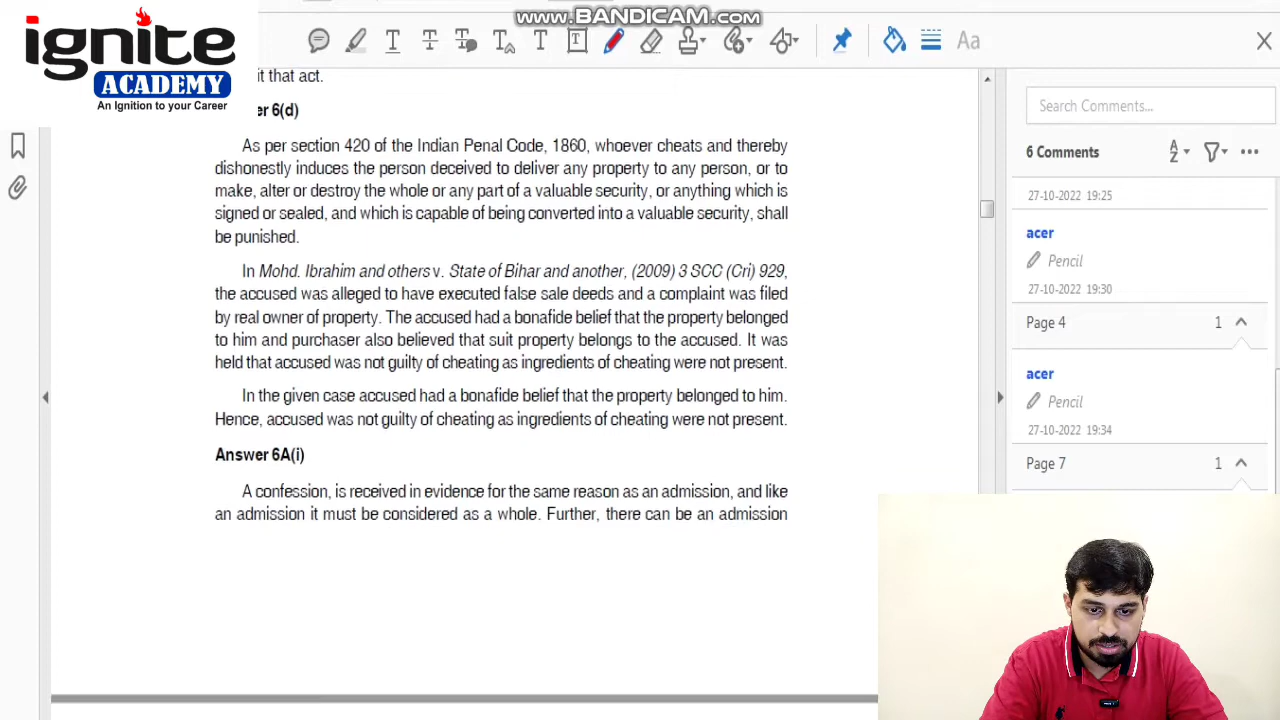 www.BANDICAM.com
ignite
ACADEMY
An Ignition to your Career
Aa
it that act.
er 6(d)
As per section 420 of the Indian Penal Code, 1860, whoever cheats and thereby
dishonestly induces the person deceived to deliver any property to any person, or to
make, alter or destroy the whole or any part of a valuable security, or anything which is
signed or sealed, and which is capable of being converted into a valuable security, shall
be punished.
In Mohd. Ibrahim and others v. State of Bihar and another, (2009) 3 SCC (Cri) 929,
the accused was alleged to have executed false sale deeds and a complaint was filed
by real owner of property. The accused had a bonafide belief that the property belonged
to him and purchaser also believed that suit property belongs to the accused. It was
held that accused was not guilty of cheating as ingredients of cheating were not present.
In the given case accused had a bonafide belief that the property belonged to him.
Hence, accused was not guilty of cheating as ingredients of cheating were not present.
Answer 6A(i)
A confession, is received in evidence for the same reason as an admission, and like
an admission it must be considered as a whole. Further, there can be an admission
Search Comments...
6 Comments
27-10-2022 19:25
acer
Pencil
27-10-2022 19:30
Page 4 1
acer
Pencil
27-10-2022 19:34
Page 7 1